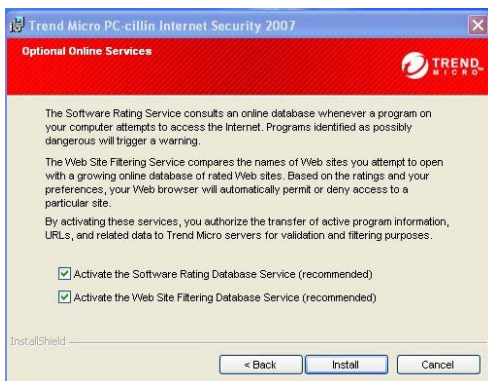 Trend Micro PC-cillin Internet Security 2007
Optional Online Services
TREND
MICRO
The Software Rating Service consults an online database whenever a program on
your computer attempts to access the Internet. Programs identified as possibly
dangerous will trigger a warning.
The Web Site Filtering Service compares the names of Web sites you attempt to open
with a growing online database of rated Web sites. Based on the ratings and your
preferences, your Web browser will automatically permit or deny access to a
particular site.
By activating these services, you authorize the transfer of active program information,
URLs, and related data to Trend Micro servers for validation and filtering purposes.
Activate the Software Rating Database Service (recommended)
Activate the Web Site Filtering Database Service (recommended)
InstallShield
< Back
Install
Cancel